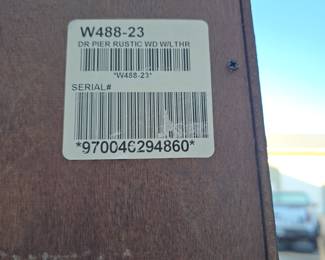 W488-23
DR PIER RUSTIC WD W/LTHR
*W488-23*
SERIAL#
*970046294860*